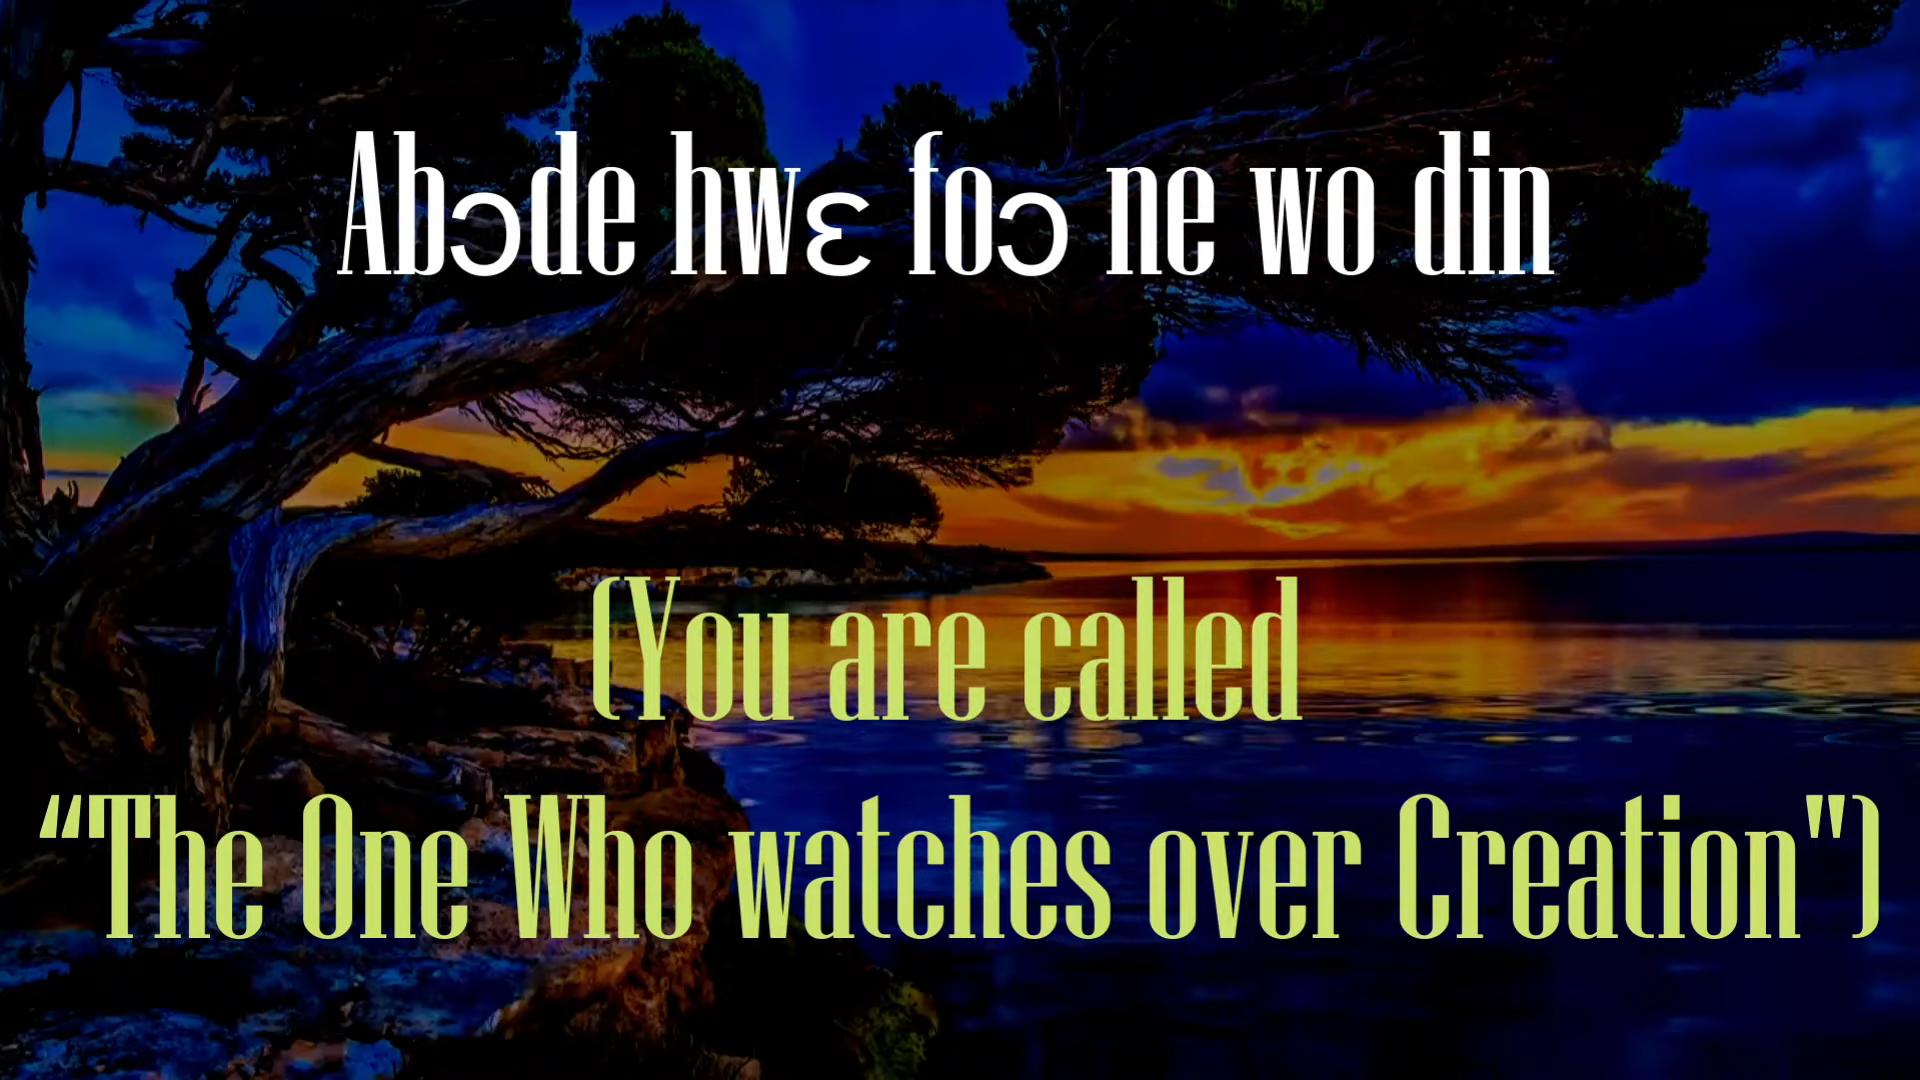 Abɔde hwɛ foɔ ne wo din
(You are called
“The One Who watches over Creation")